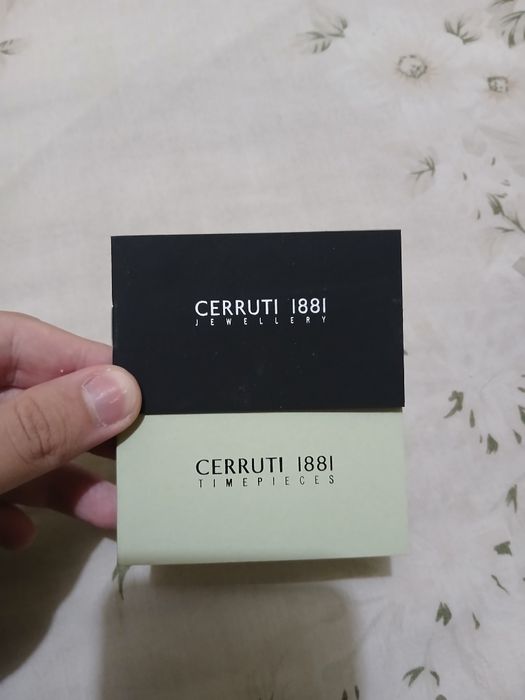 CERRUTI 1881
JEWELLERY
CERRUTI 1881
TIMEPIECES